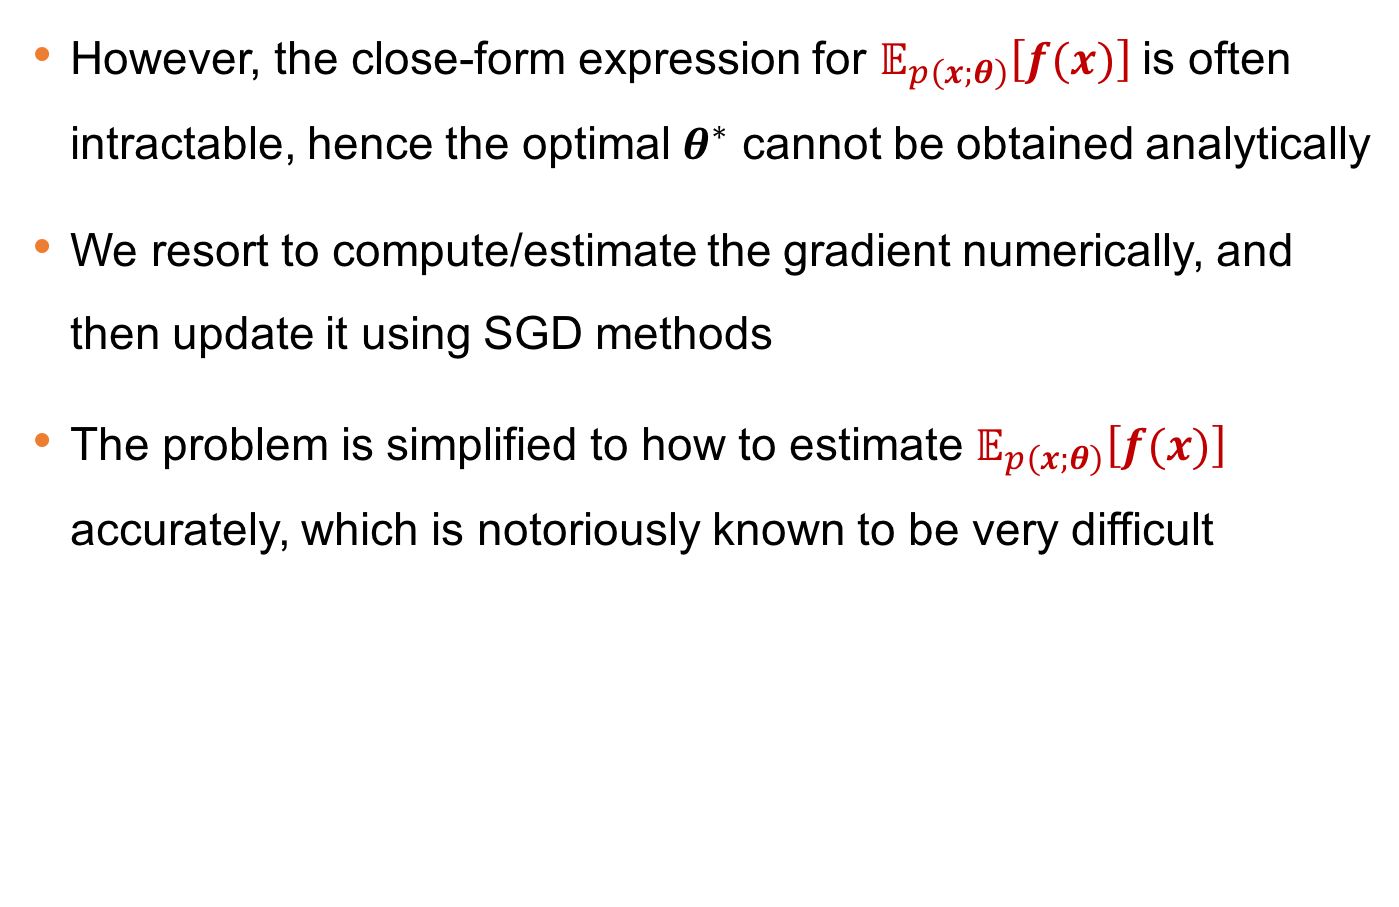 • However, the close-form expression for 𝔼_{p(𝒙;𝜽)}[𝒇(𝒙)] is often
intractable, hence the optimal 𝜽* cannot be obtained analytically
• We resort to compute/estimate the gradient numerically, and
then update it using SGD methods
• The problem is simplified to how to estimate 𝔼_{p(𝒙;𝜽)}[𝒇(𝒙)]
accurately, which is notoriously known to be very difficult